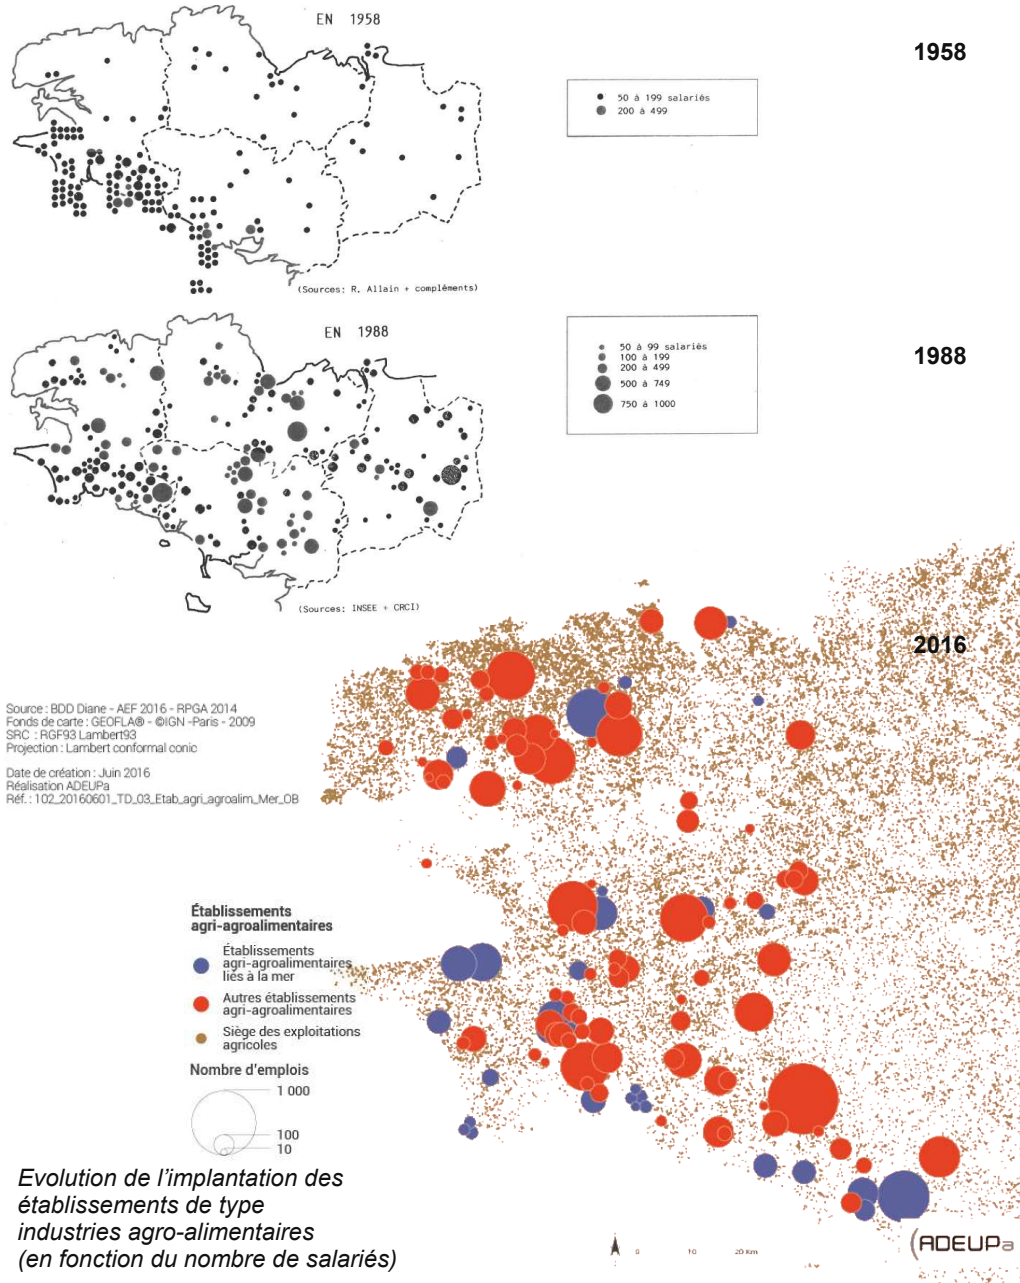 EN 1958
1958
50 à 199 salariés
200 à 499
(Sources: R. Allain + compléments)
EN 1988
1988
50 à 99 salariés
100 à 199
200 à 499
500 à 749
750 à 1000
(Sources: INSEE + CRCI)
2016
Source : BDD Diane - AEF 2016 - RPGA 2014
Fonds de carte : GEOFLA® - ©IGN -Paris - 2009
SRC : RGF93 Lambert93
Projection : Lambert conformal conic
Date de création : Juin 2016
Réalisation ADEUPa
Réf. : 102_20160601_TD_03_Etab_agri_agroalim_Mer_OB
Établissements
agri-agroalimentaires
Établissements
agri-agroalimentaires
liés à la mer
Autres établissements
agri-agroalimentaires
Siège des exploitations
agricoles
Nombre d'emplois
1 000
100
10
Evolution de l'implantation des
établissements de type
industries agro-alimentaires
(en fonction du nombre de salariés)
0 10 20 Km
(ADEUPa